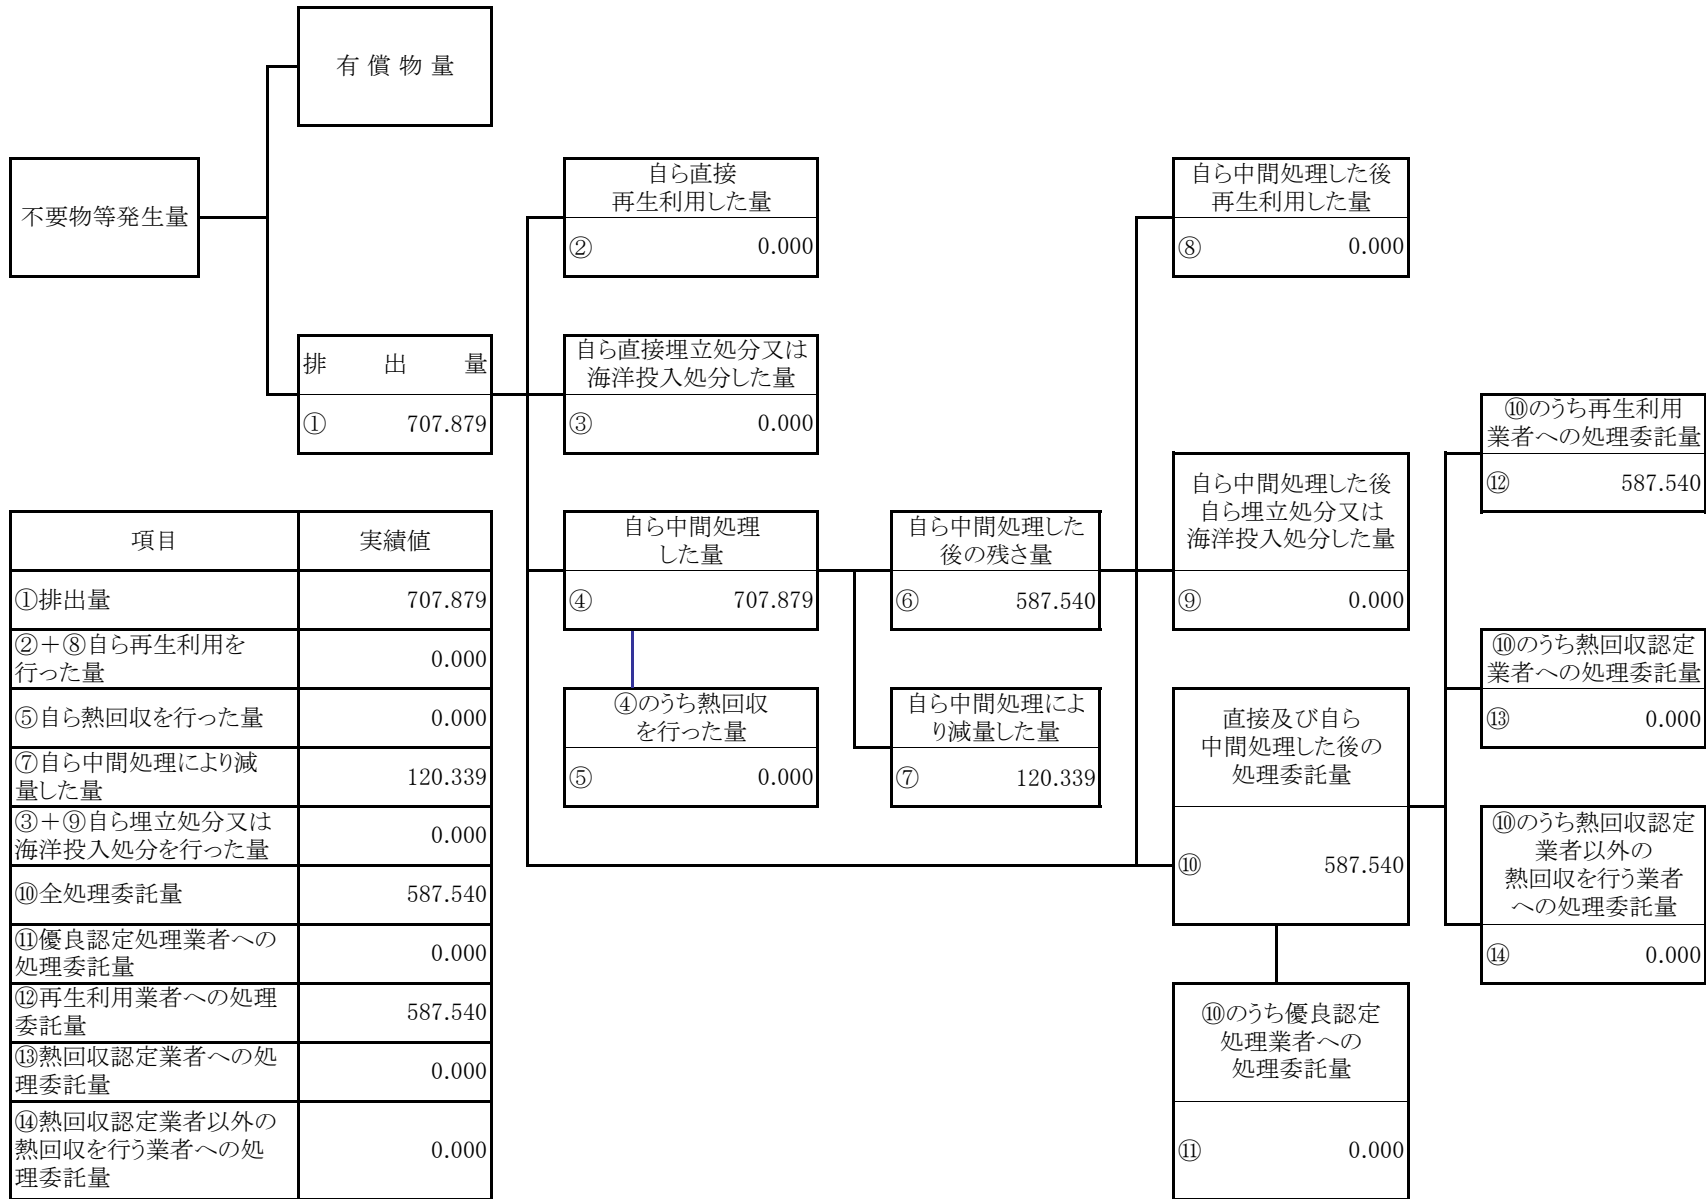 有 償 物 量
不要物等発生量
自ら直接
再生利用した量
② 0.000
自ら中間処理した後
再生利用した量
⑧ 0.000
排 出 量
① 707.879
自ら直接埋立処分又は
海洋投入処分した量
③ 0.000
⑩のうち再生利用
業者への処理委託量
⑫ 587.540
自ら中間処理
した量
④ 707.879
自ら中間処理した
後の残さ量
⑥ 587.540
自ら中間処理した後
自ら埋立処分又は
海洋投入処分した量
⑨ 0.000
⑩のうち熱回収認定
業者への処理委託量
⑬ 0.000
④のうち熱回収
を行った量
⑤ 0.000
自ら中間処理によ
り減量した量
⑦ 120.339
直接及び自ら
中間処理した後の
処理委託量
⑩ 587.540
⑩のうち熱回収認定
業者以外の
熱回収を行う業者
への処理委託量
⑭ 0.000
⑩のうち優良認定
処理業者への
処理委託量
⑪ 0.000
項目 実績値
①排出量 707.879
②＋⑧自ら再生利用を
行った量 0.000
⑤自ら熱回収を行った量 0.000
⑦自ら中間処理により減
量した量 120.339
③＋⑨自ら埋立処分又は
海洋投入処分を行った量 0.000
⑩全処理委託量 587.540
⑪優良認定処理業者への
処理委託量 0.000
⑫再生利用業者への処理
委託量 587.540
⑬熱回収認定業者への処
理委託量 0.000
⑭熱回収認定業者以外の
熱回収を行う業者への処
理委託量 0.000